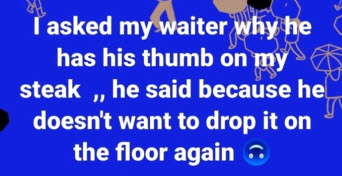 I asked my waiter why he
has his thumb on my
steak ,, he said because he
doesn't want to drop it on
the floor again 🙃